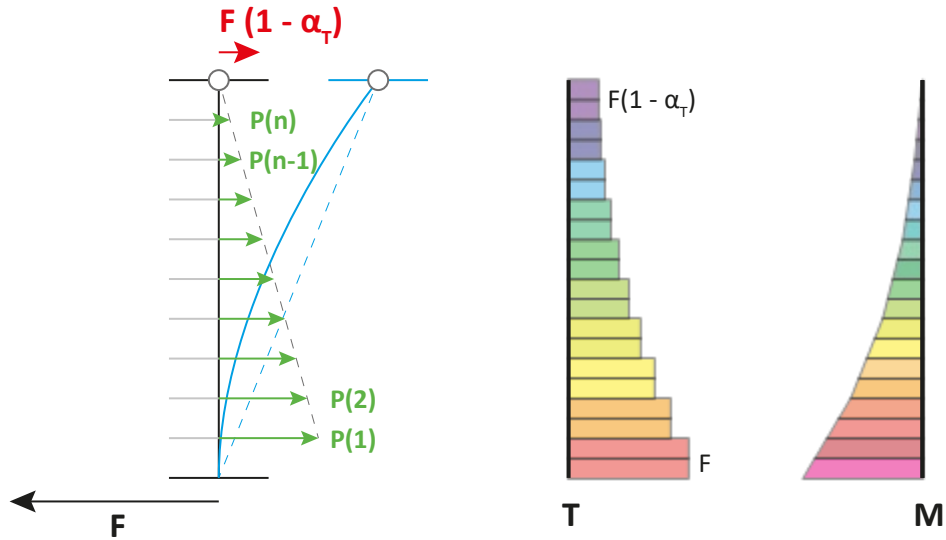 F (1 - αT)
P(n)
P(n-1)
P(2)
P(1)
F
F(1 - αT)
F
T
M